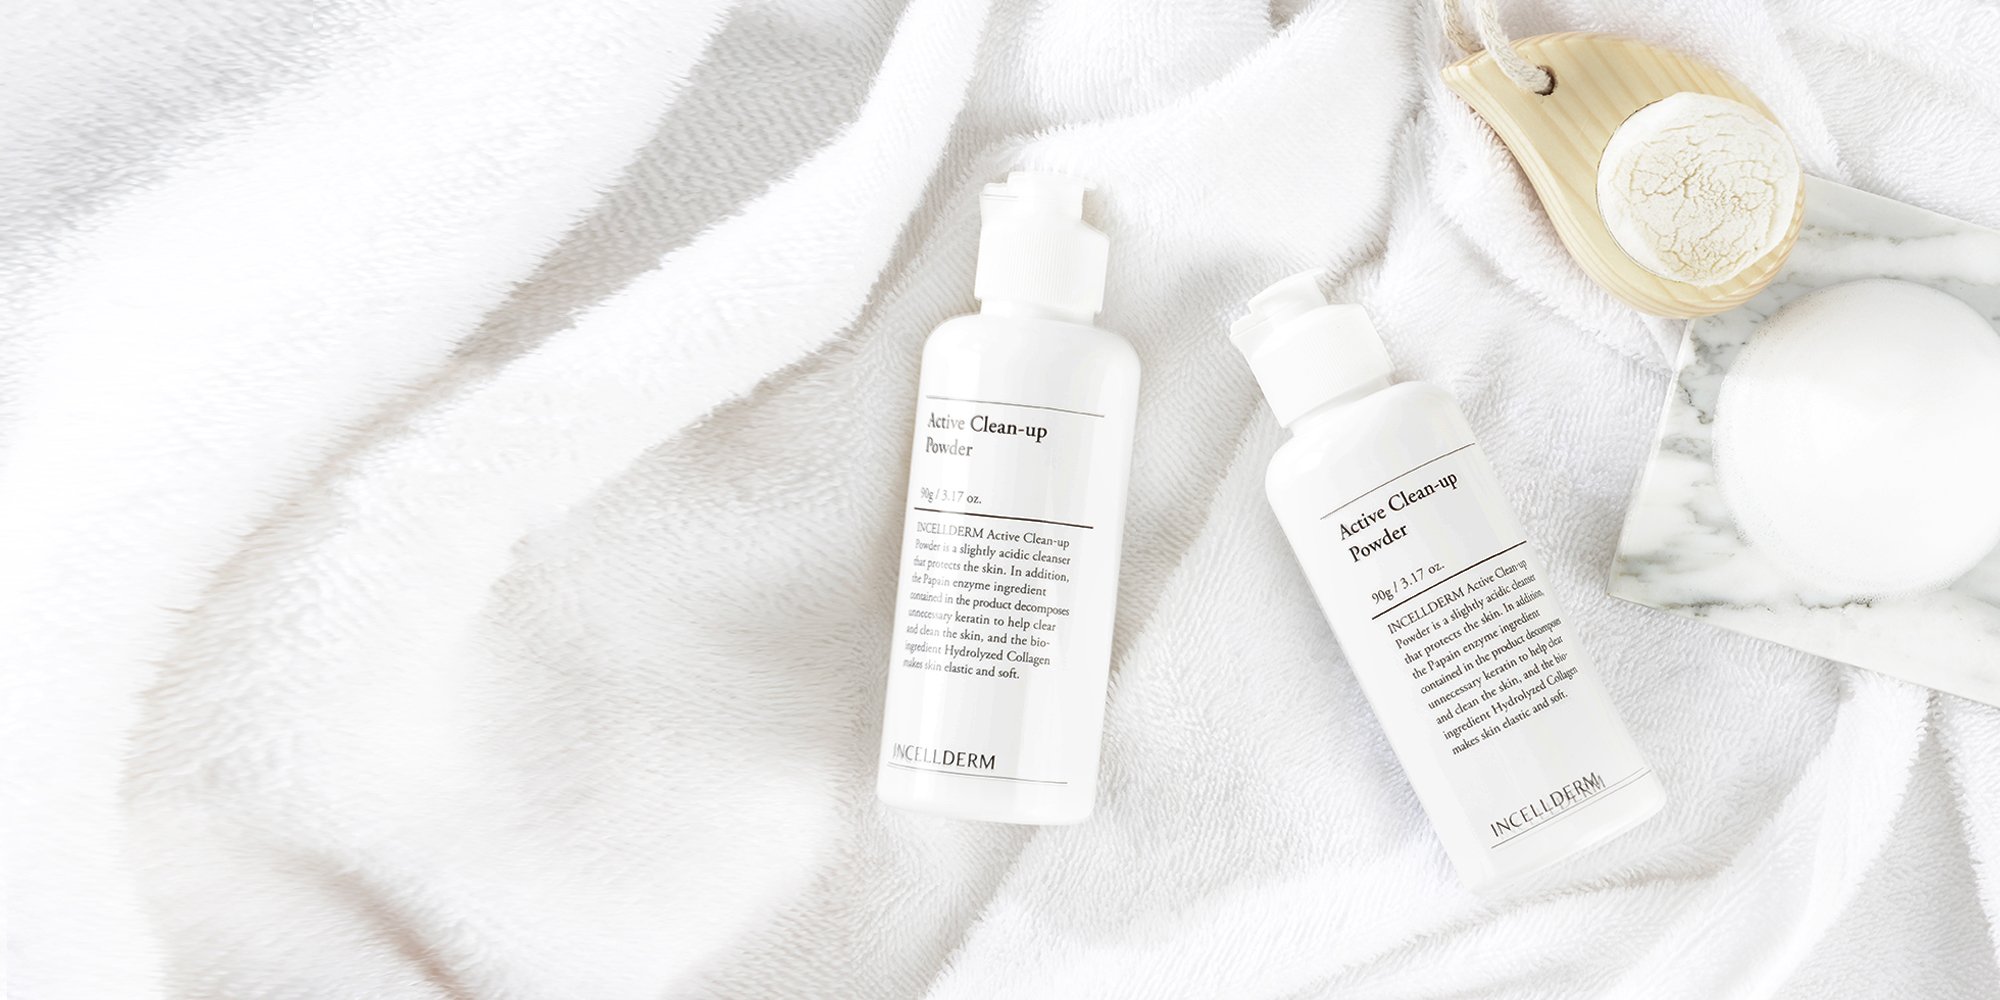 Active Clean-up
Powder
90g / 3.17 oz.
INCELLDERM Active Clean-up
Powder is a slightly acidic cleanser
that protects the skin. In addition,
the Papain enzyme ingredient
contained in the product decomposes
unnecessary keratin to help clear
and clean the skin, and the bio-
ingredient Hydrolyzed Collagen
makes skin elastic and soft.
INCELLDERM
Active Clean-up
Powder
90g / 3.17 oz.
INCELLDERM Active Clean-up
Powder is a slightly acidic cleanser
that protects the skin. In addition,
the Papain enzyme ingredient
contained in the product decomposes
unnecessary keratin to help clear
and clean the skin, and the bio-
ingredient Hydrolyzed Collagen
makes skin elastic and soft.
INCELLDERM